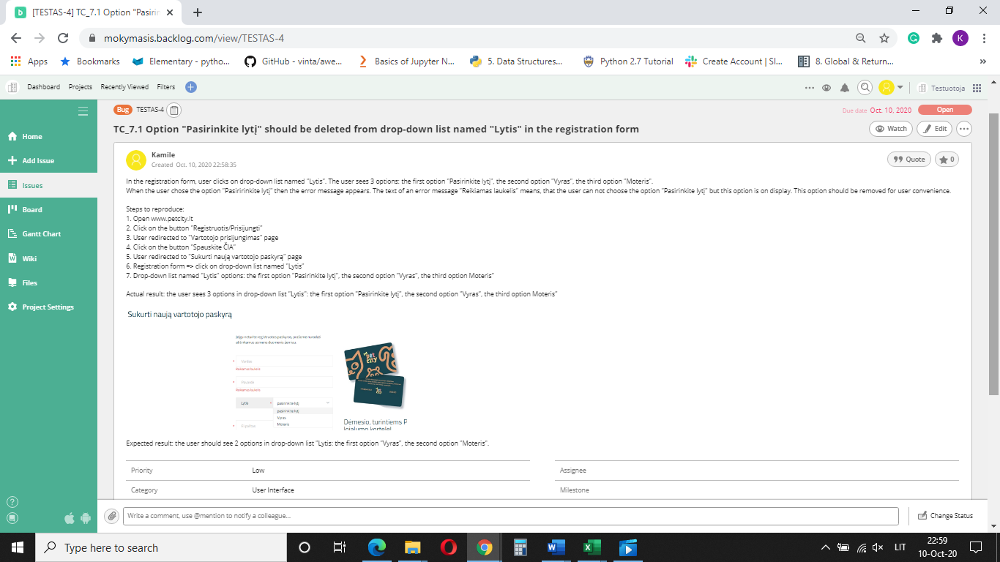 [TESTAS-4] TC_7.1 Option "Pasirin
mokymasis.backlog.com/view/TESTAS-4
K
Apps Bookmarks Elementary - pytho... GitHub - vinta/awe... Basics of Jupyter N... 5. Data Structures... Python 2.7 Tutorial Create Account | Sl... 8. Global & Return... »
Dashboard Projects Recently Viewed Filters Testuotoja
Bug TESTAS-4 Due date Oct. 10, 2020 Open
TC_7.1 Option "Pasirinkite lytį" should be deleted from drop-down list named "Lytis" in the registration form
Watch Edit
Home
Add Issue
Issues
Board
Gantt Chart
Wiki
Files
Project Settings
Kamile
Created Oct. 10, 2020 22:58:35
Quote 0
In the registration form, user clicks on drop-down list named "Lytis". The user sees 3 options: the first option "Pasirinkite lytį", the second option "Vyras", the third option "Moteris".
When the user chose the option "Pasiririnkite lytį" then the error message appears. The text of an error message "Reikiamas laukelis" means, that the user can not choose the option "Pasirinkite lytį" but this option is on display. This option should be removed for user convenience.
Steps to reproduce:
1. Open www.petcity.lt
2. Click on the button "Registruotis/Prisijungti"
3. User redirected to "Vartotojo prisijungimas" page
4. Click on the button "Spauskite ČIA"
5. User redirected to "Sukurti naują vartotojo paskyrą" page
6. Registration form => click on drop-down list named "Lytis"
7. Drop-down list named "Lytis" options: the first option "Pasirinkite lytį", the second option "Vyras", the third option Moteris"
Actual result: the user sees 3 options in drop-down list "Lytis": the first option "Pasirinkite lytį", the second option "Vyras", the third option Moteris"
Sukurti naują vartotojo paskyrą
Jeigu neturite registruotos paskyros, prašome nurodyti
atitinkamus asmens duomenis žemiau.
Vardas
Reikiamas laukelis
Pavardė
Reikiamas laukelis
Lytis pasirinkite lytį
pasirinkite lytį
Vyras
Moteris
El.paštas
pet
city
Dėmesio, turintiems P
lojalumo kortelę!
Expected result: the user should see 2 options in drop-down list "Lytis: the first option "Vyras", the second option "Moteris".
Priority Low Assignee
Category User Interface Milestone
Write a comment, use @mention to notify a colleague...
Change Status
Type here to search
LIT
22:59
10-Oct-20